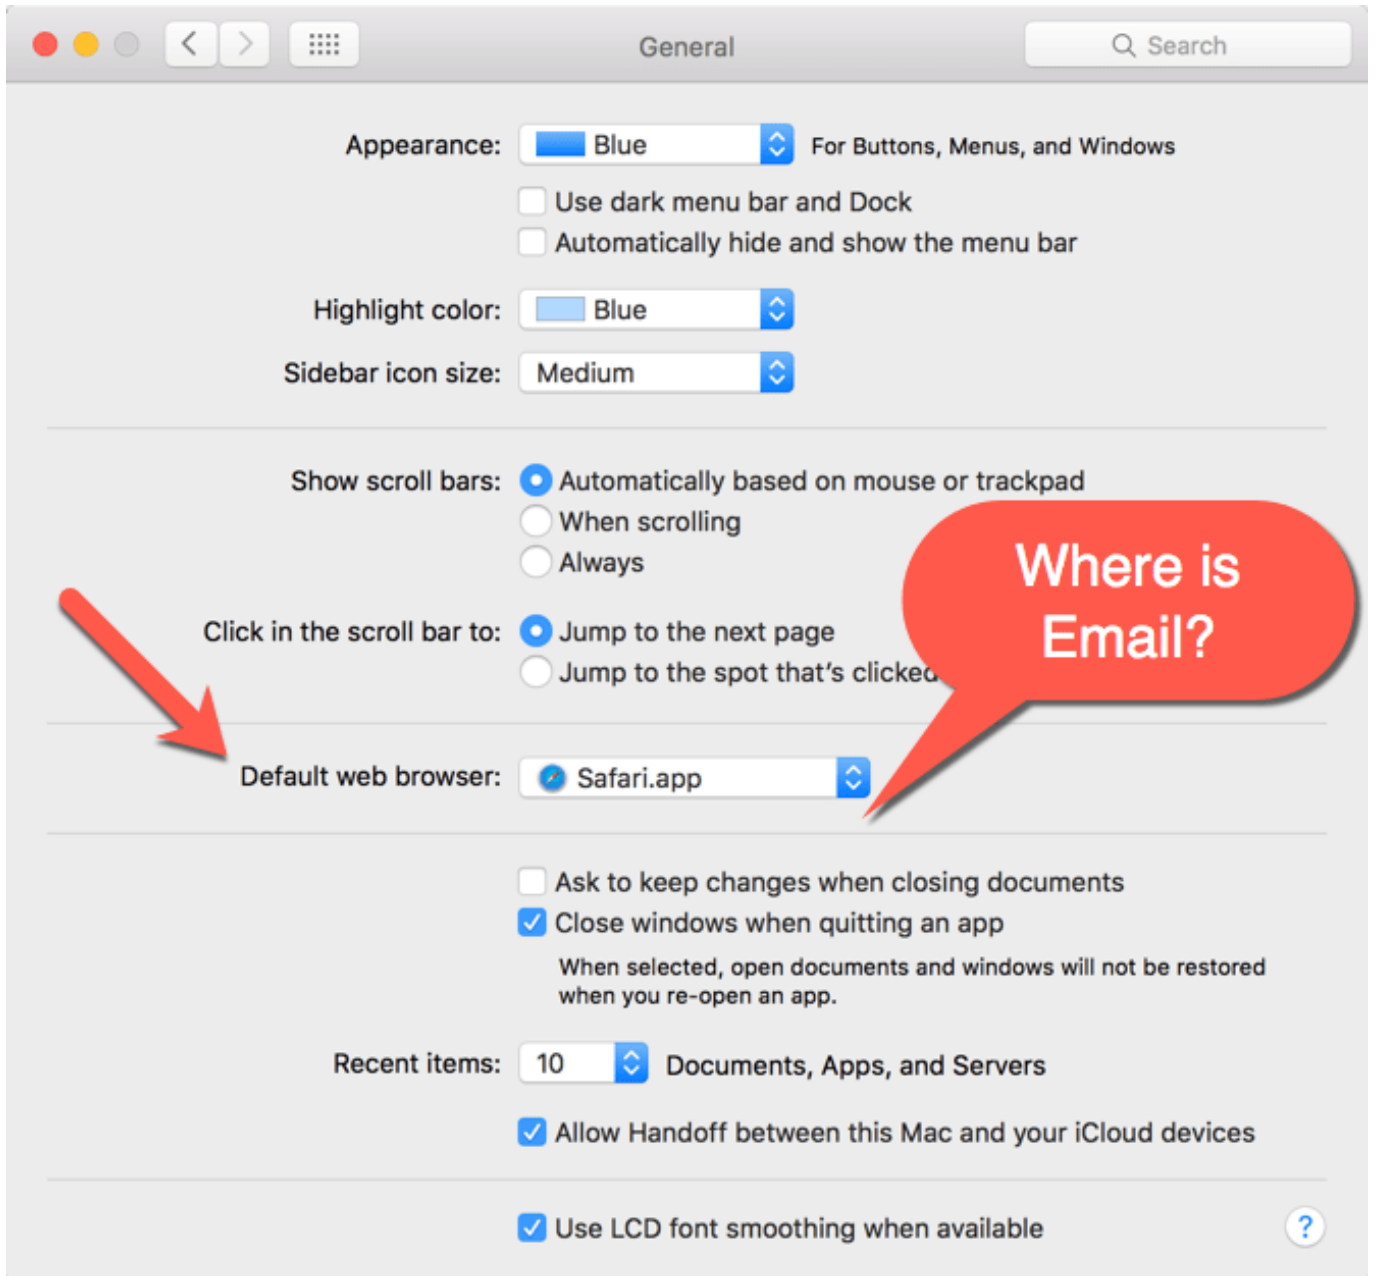 General
Search
Appearance: Blue For Buttons, Menus, and Windows
Use dark menu bar and Dock
Automatically hide and show the menu bar
Highlight color: Blue
Sidebar icon size: Medium
Show scroll bars: Automatically based on mouse or trackpad
When scrolling
Always
Where is
Email?
Click in the scroll bar to: Jump to the next page
Jump to the spot that's clicked
Default web browser: Safari.app
Ask to keep changes when closing documents
Close windows when quitting an app
When selected, open documents and windows will not be restored
when you re-open an app.
Recent items: 10 Documents, Apps, and Servers
Allow Handoff between this Mac and your iCloud devices
Use LCD font smoothing when available
?